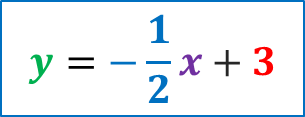 y = -1/2 x + 3